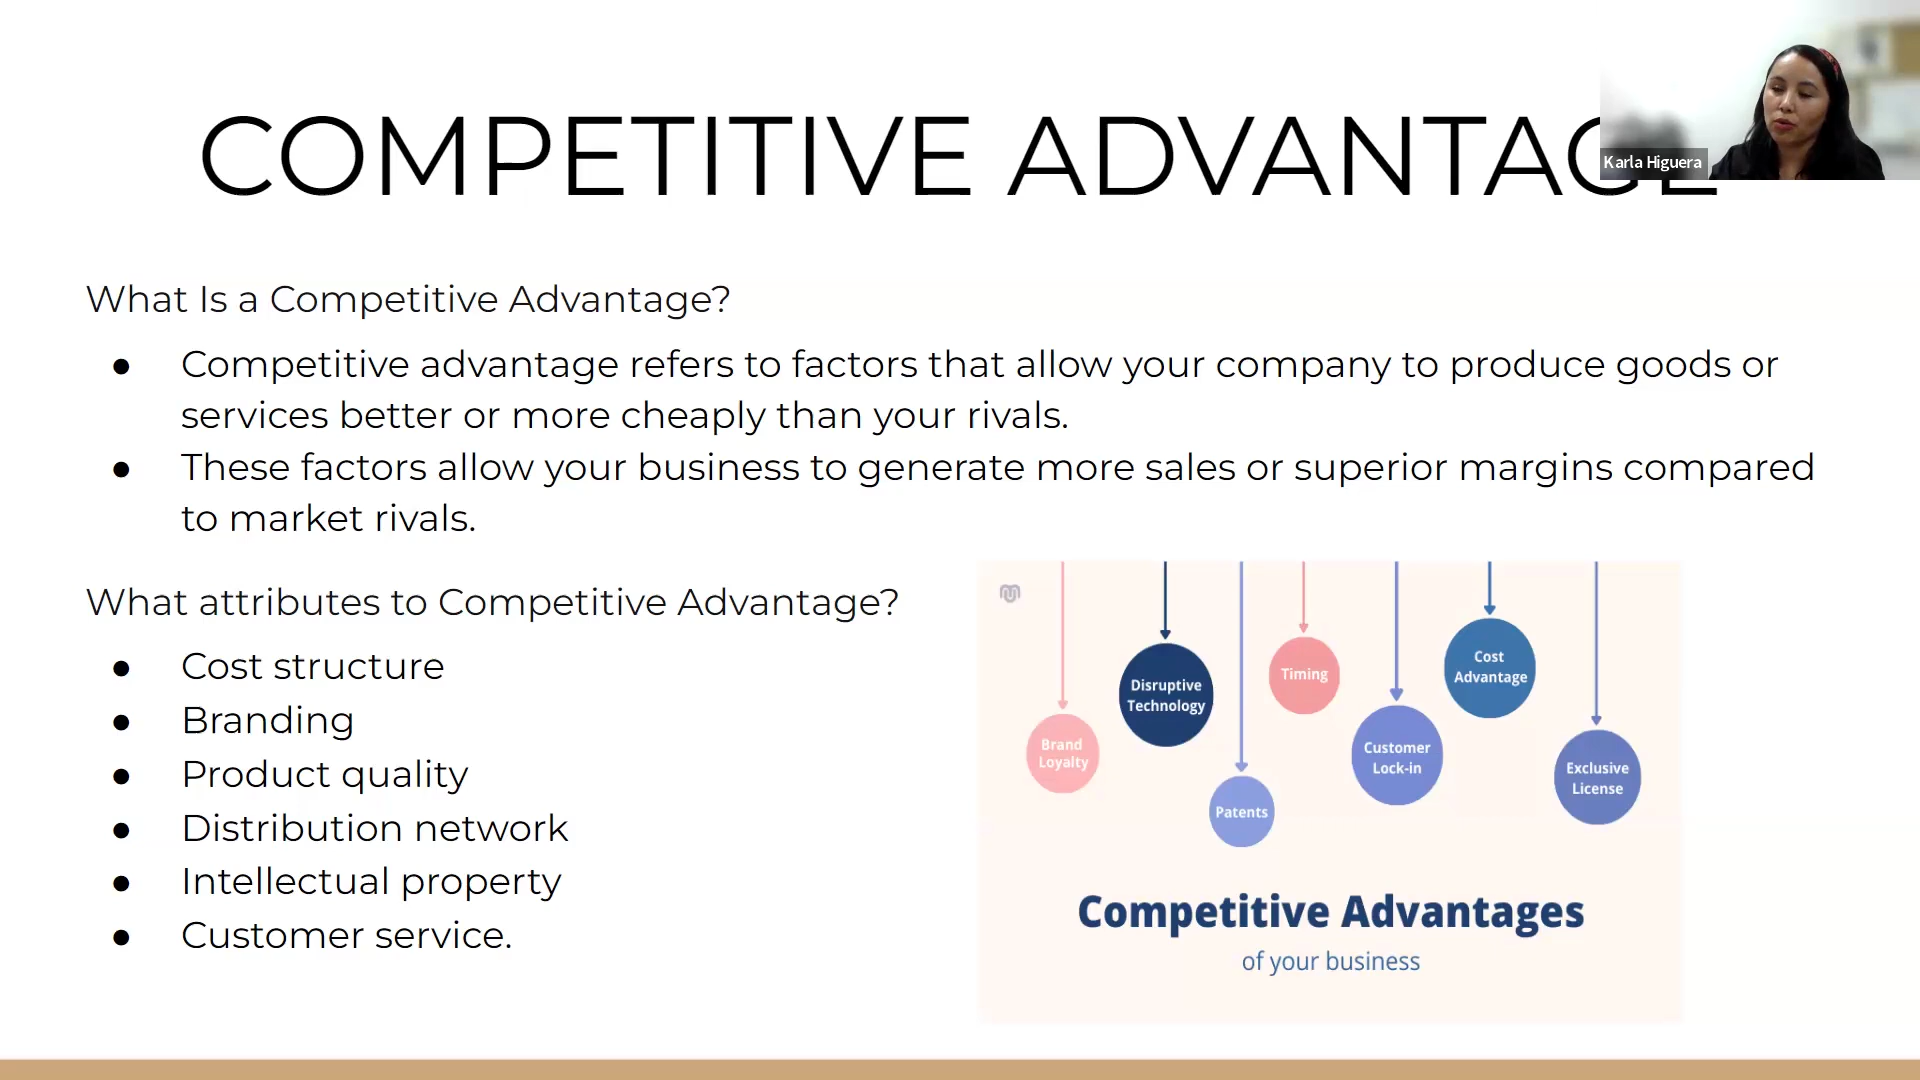 COMPETITIVE ADVANTAGE
Karla Higuera
What Is a Competitive Advantage?
● Competitive advantage refers to factors that allow your company to produce goods or
services better or more cheaply than your rivals.
● These factors allow your business to generate more sales or superior margins compared
to market rivals.
What attributes to Competitive Advantage?
● Cost structure
● Branding
● Product quality
● Distribution network
● Intellectual property
● Customer service.
Brand
Loyalty
Disruptive
Technology
Patents
Timing
Customer
Lock-in
Cost
Advantage
Exclusive
License
Competitive Advantages
of your business